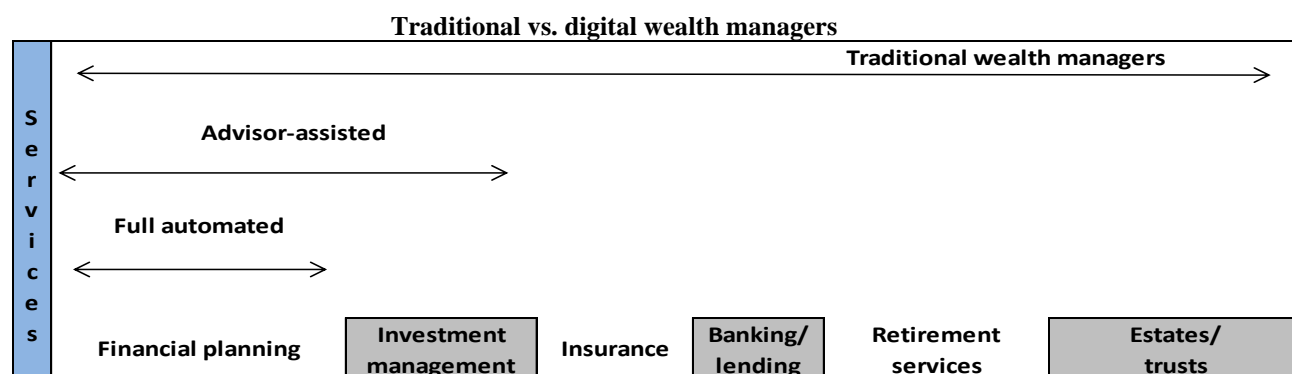 Traditional vs. digital wealth managers
Traditional wealth managers
Services
Advisor-assisted
Full automated
Financial planning
Investment
management
Insurance
Banking/
lending
Retirement
services
Estates/
trusts